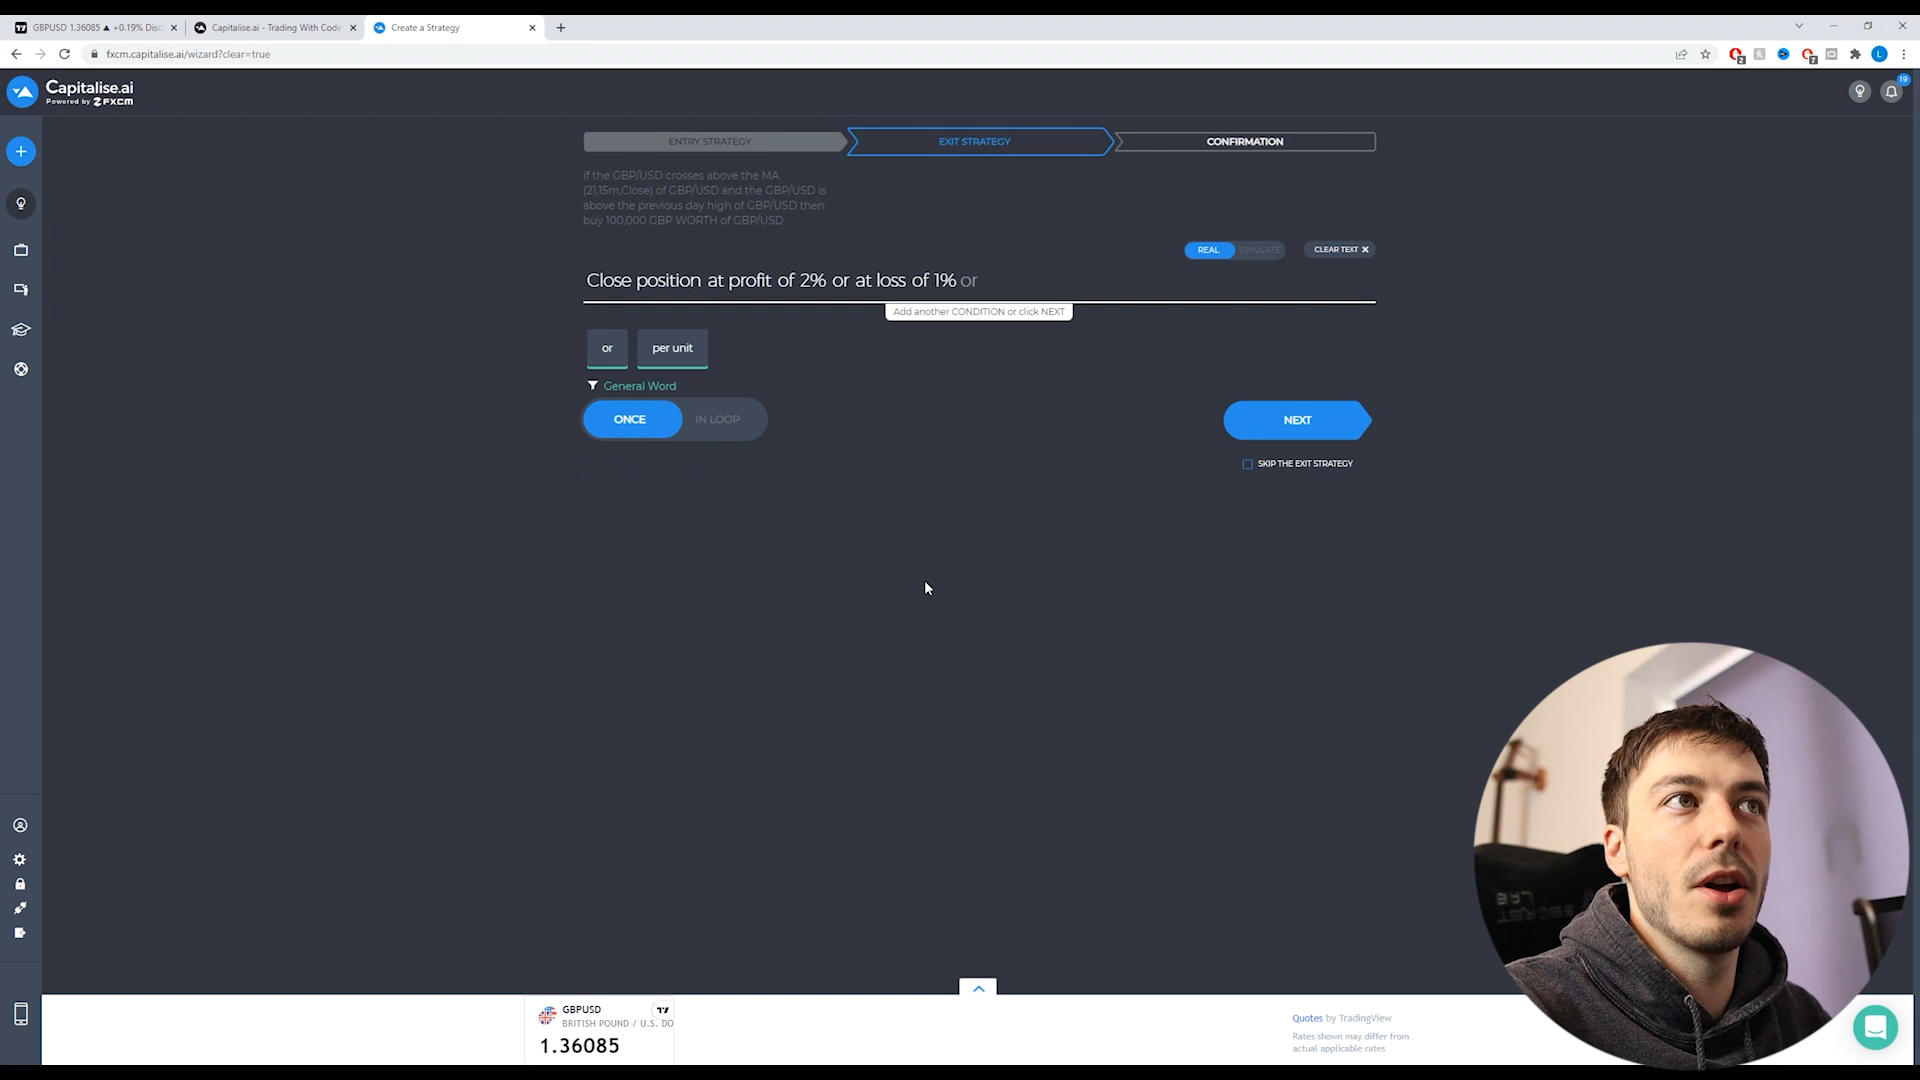 GBPUSD 1.36085 ▲ +0.19% Disc
Capitalise.ai - Trading With Code
Create a Strategy
fxcm.capitalise.ai/wizard?clear=true
2
7
L
Capitalise.ai
Powered by FXCM
19
ENTRY STRATEGY
EXIT STRATEGY
CONFIRMATION
if the GBP/USD crosses above the MA
(21,15m,Close) of GBP/USD and the GBP/USD is
above the previous day high of GBP/USD then
buy 100,000 GBP WORTH of GBP/USD
REAL
SIMULATE
CLEAR TEXT ✕
Close position at profit of 2% or at loss of 1% or
Add another CONDITION or click NEXT
or
per unit
General Word
ONCE
IN LOOP
NEXT
SKIP THE EXIT STRATEGY
GBPUSD
BRITISH POUND / U.S. DO
1.36085
Quotes by TradingView
Rates shown may differ from
actual applicable rates